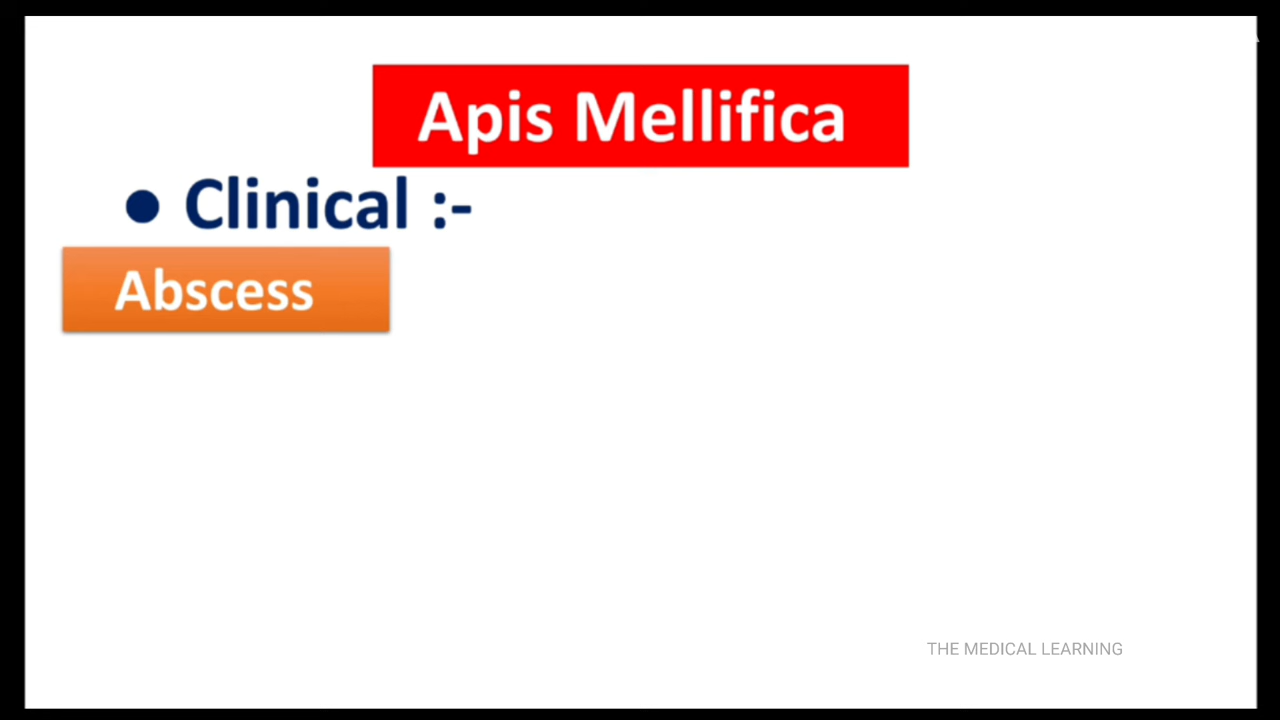 Apis Mellifica
● Clinical :-
Abscess
THE MEDICAL LEARNING